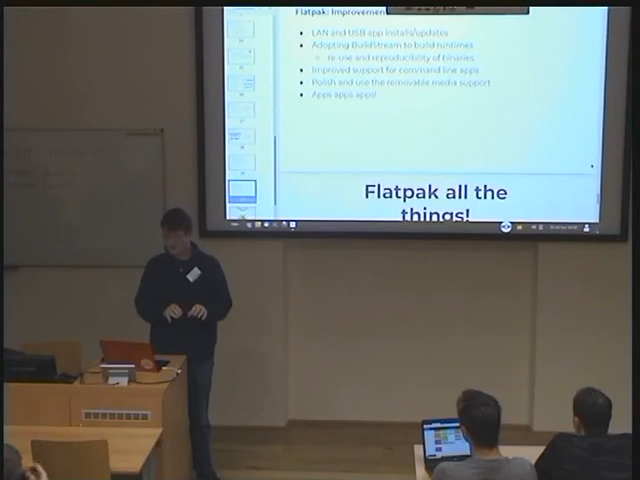 Flatpak: Improvemen
• LAN and USB app installs/updates
• Adopting BuildStream to build runtimes
○ re use and reproducibility of binaries
• Improved support for command line apps
• Polish and use the removable media support
• Apps apps apps!
Flatpak all the
things!